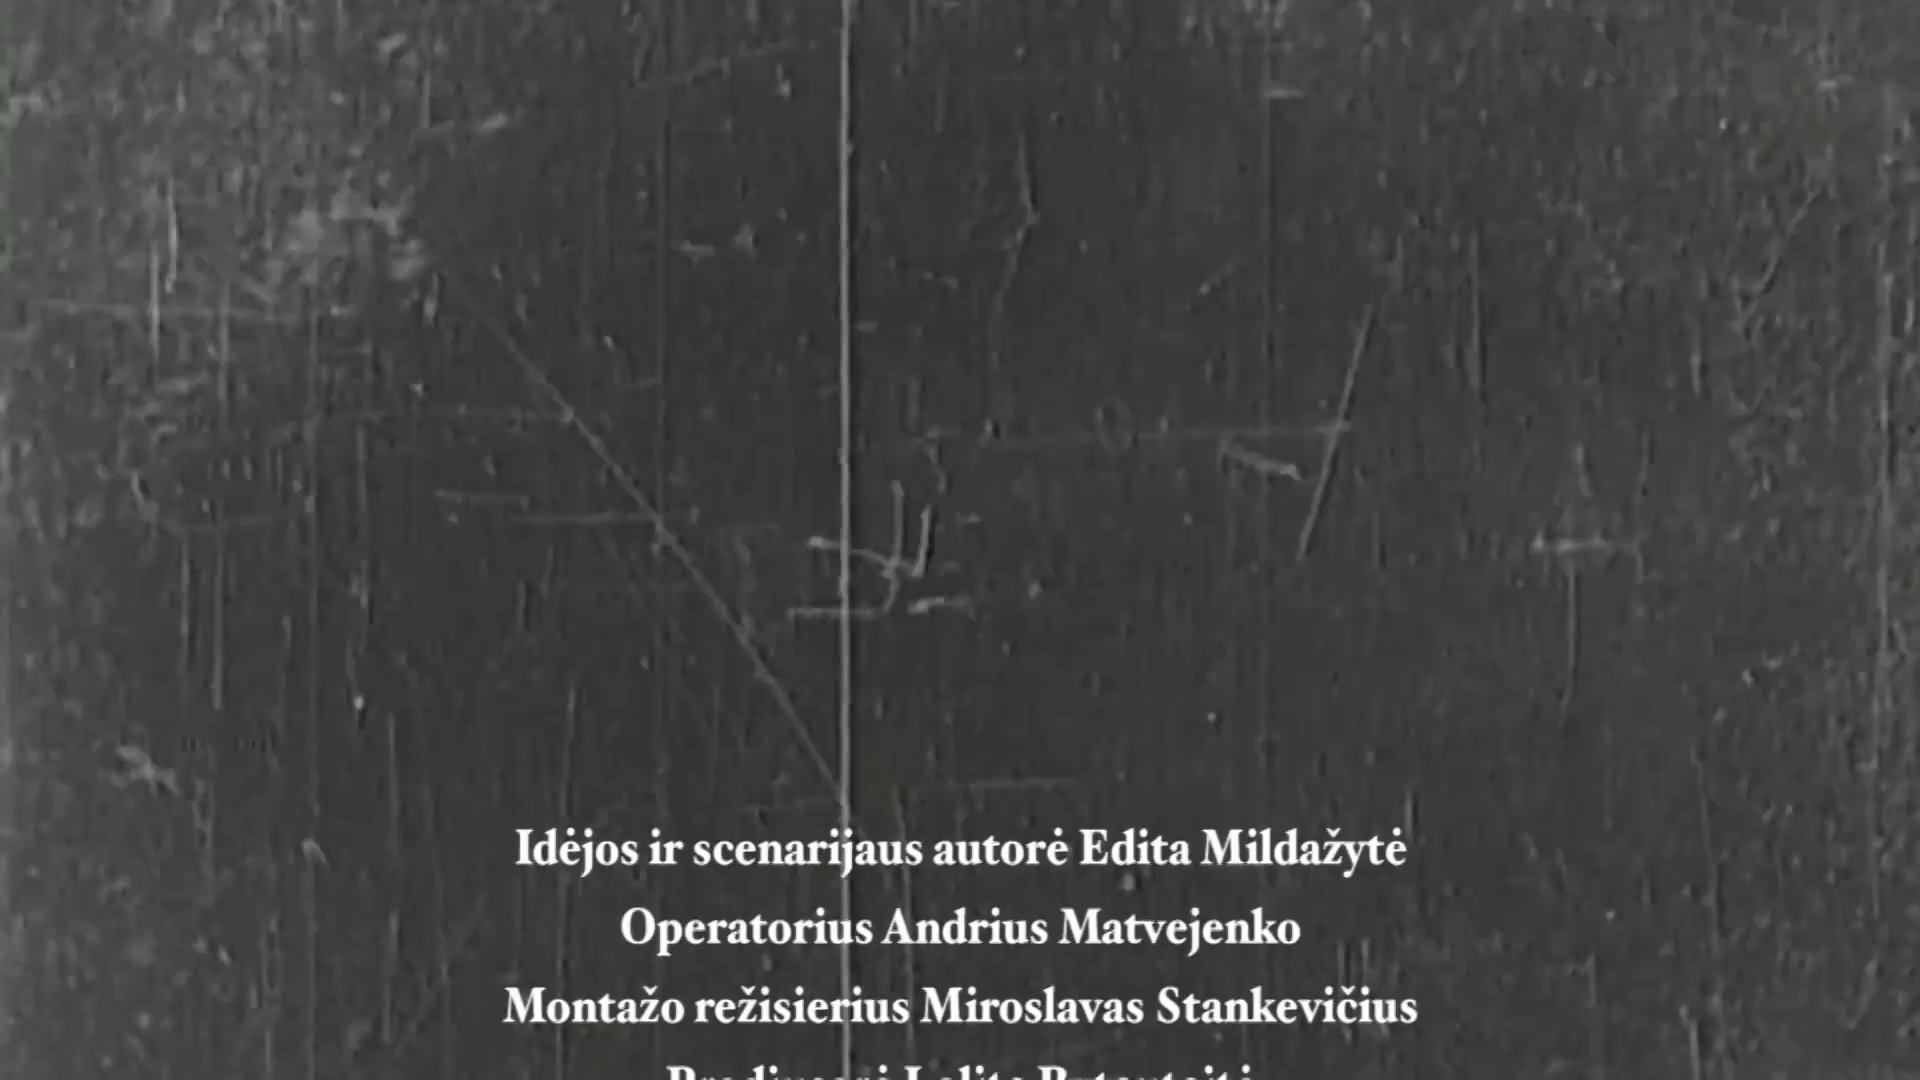 Idėjos ir scenarijaus autorė Edita Mildažytė
Operatorius Andrius Matvejenko
Montažo režisierius Miroslavas Stankevičius